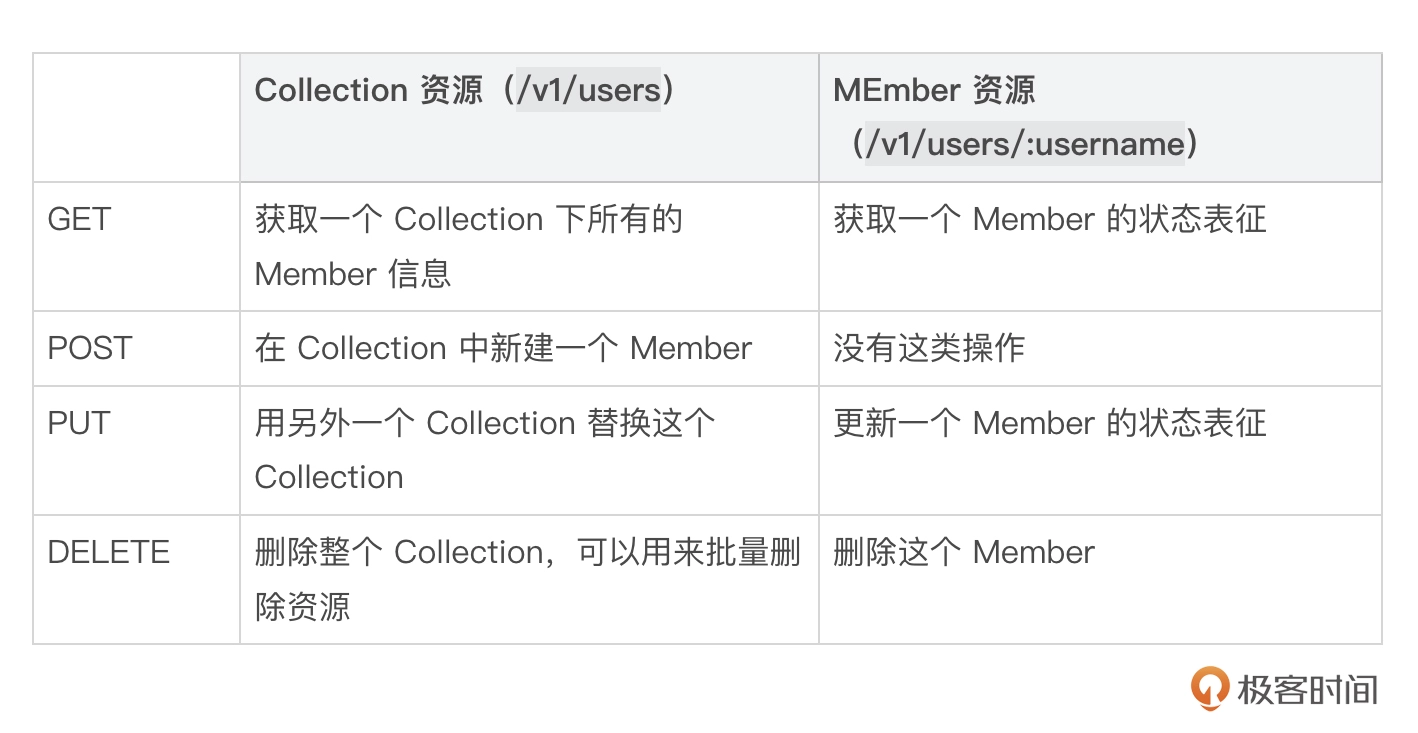 Collection 资源（/v1/users）
MEmber 资源
（/v1/users/:username）
GET
获取一个 Collection 下所有的
Member 信息
获取一个 Member 的状态表征
POST
在 Collection 中新建一个 Member
没有这类操作
PUT
用另外一个 Collection 替换这个
Collection
更新一个 Member 的状态表征
DELETE
删除整个 Collection，可以用来批量删
除资源
删除这个 Member
极客时间